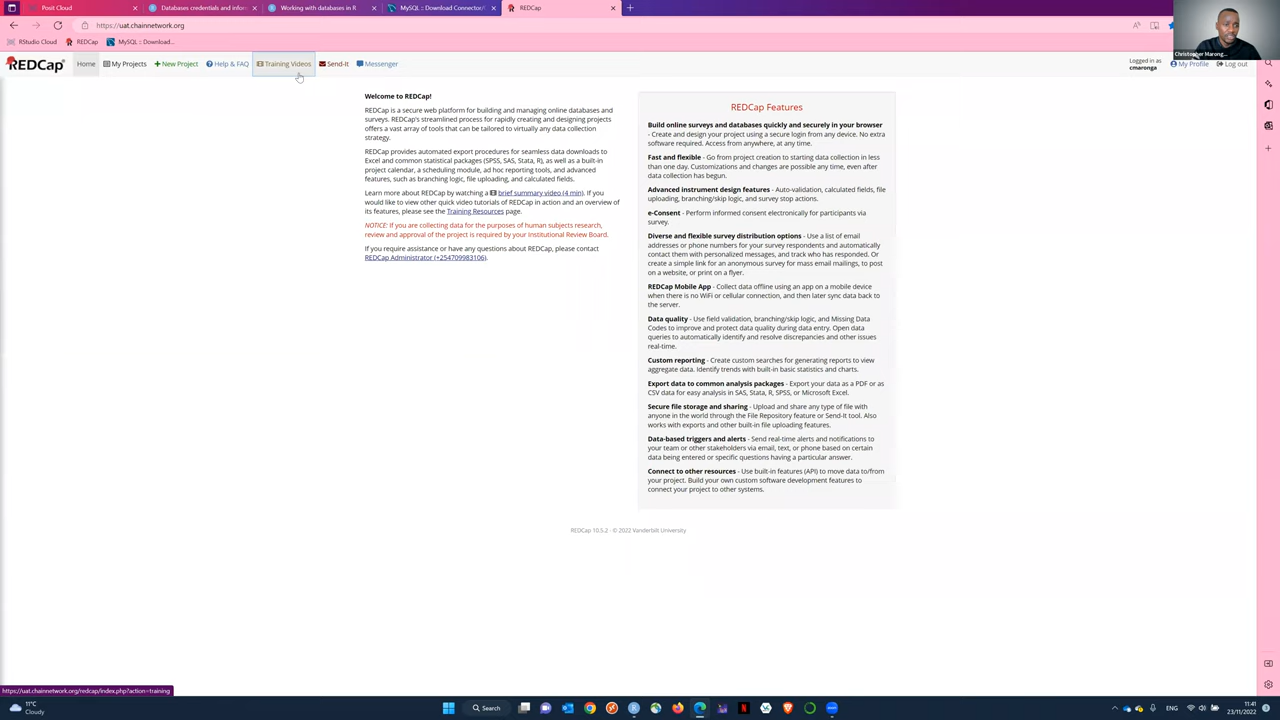 Posit Cloud
Databases credentials and infor
Working with databases in R
MySQL :: Download Connector/
REDCap
https://uat.chainnetwork.org
RStudio Cloud
REDCap
MySQL :: Download...
Christopher Marong...
REDCap
Home
My Projects
New Project
Help & FAQ
Training Videos
Send-It
Messenger
Logged in as
cmaronga
My Profile
Log out
Welcome to REDCap!
REDCap is a secure web platform for building and managing online databases and
surveys. REDCap's streamlined process for rapidly creating and designing projects
offers a vast array of tools that can be tailored to virtually any data collection
strategy.
REDCap provides automated export procedures for seamless data downloads to
Excel and common statistical packages (SPSS, SAS, Stata, R), as well as a built-in
project calendar, a scheduling module, ad hoc reporting tools, and advanced
features, such as branching logic, file uploading, and calculated fields.
Learn more about REDCap by watching a brief summary video (4 min). If you
would like to view other quick video tutorials of REDCap in action and an overview of
its features, please see the Training Resources page.
NOTICE: If you are collecting data for the purposes of human subjects research,
review and approval of the project is required by your Institutional Review Board.
If you require assistance or have any questions about REDCap, please contact
REDCap Administrator (+254709983106).
REDCap Features
Build online surveys and databases quickly and securely in your browser
- Create and design your project using a secure login from any device. No extra
software required. Access from anywhere, at any time.
Fast and flexible - Go from project creation to starting data collection in less
than one day. Customizations and changes are possible any time, even after
data collection has begun.
Advanced instrument design features - Auto-validation, calculated fields, file
uploading, branching/skip logic, and survey stop actions.
e-Consent - Perform informed consent electronically for participants via
survey.
Diverse and flexible survey distribution options - Use a list of email
addresses or phone numbers for your survey respondents and automatically
contact them with personalized messages, and track who has responded. Or
create a simple link for an anonymous survey for mass email mailings, to post
on a website, or print on a flyer.
REDCap Mobile App - Collect data offline using an app on a mobile device
when there is no WiFi or cellular connection, and then later sync data back to
the server.
Data quality - Use field validation, branching/skip logic, and Missing Data
Codes to improve and protect data quality during data entry. Open data
queries to automatically identify and resolve discrepancies and other issues
real-time.
Custom reporting - Create custom searches for generating reports to view
aggregate data. Identify trends with built-in basic statistics and charts.
Export data to common analysis packages - Export your data as a PDF or as
CSV data for easy analysis in SAS, Stata, R, SPSS, or Microsoft Excel.
Secure file storage and sharing - Upload and share any type of file with
anyone in the world through the File Repository feature or Send-It tool. Also
works with exports and other built-in file uploading features.
Data-based triggers and alerts - Send real-time alerts and notifications to
your team or other stakeholders via email, text, or phone based on certain
data being entered or specific questions having a particular answer.
Connect to other resources - Use built-in features (API) to move data to/from
your project. Build your own custom software development features to
connect your project to other systems.
REDCap 10.5.2 - © 2022 Vanderbilt University
https://uat.chainnetwork.org/redcap/index.php?action=training
11°C
Cloudy
Search
ENG
11:41
23/11/2022